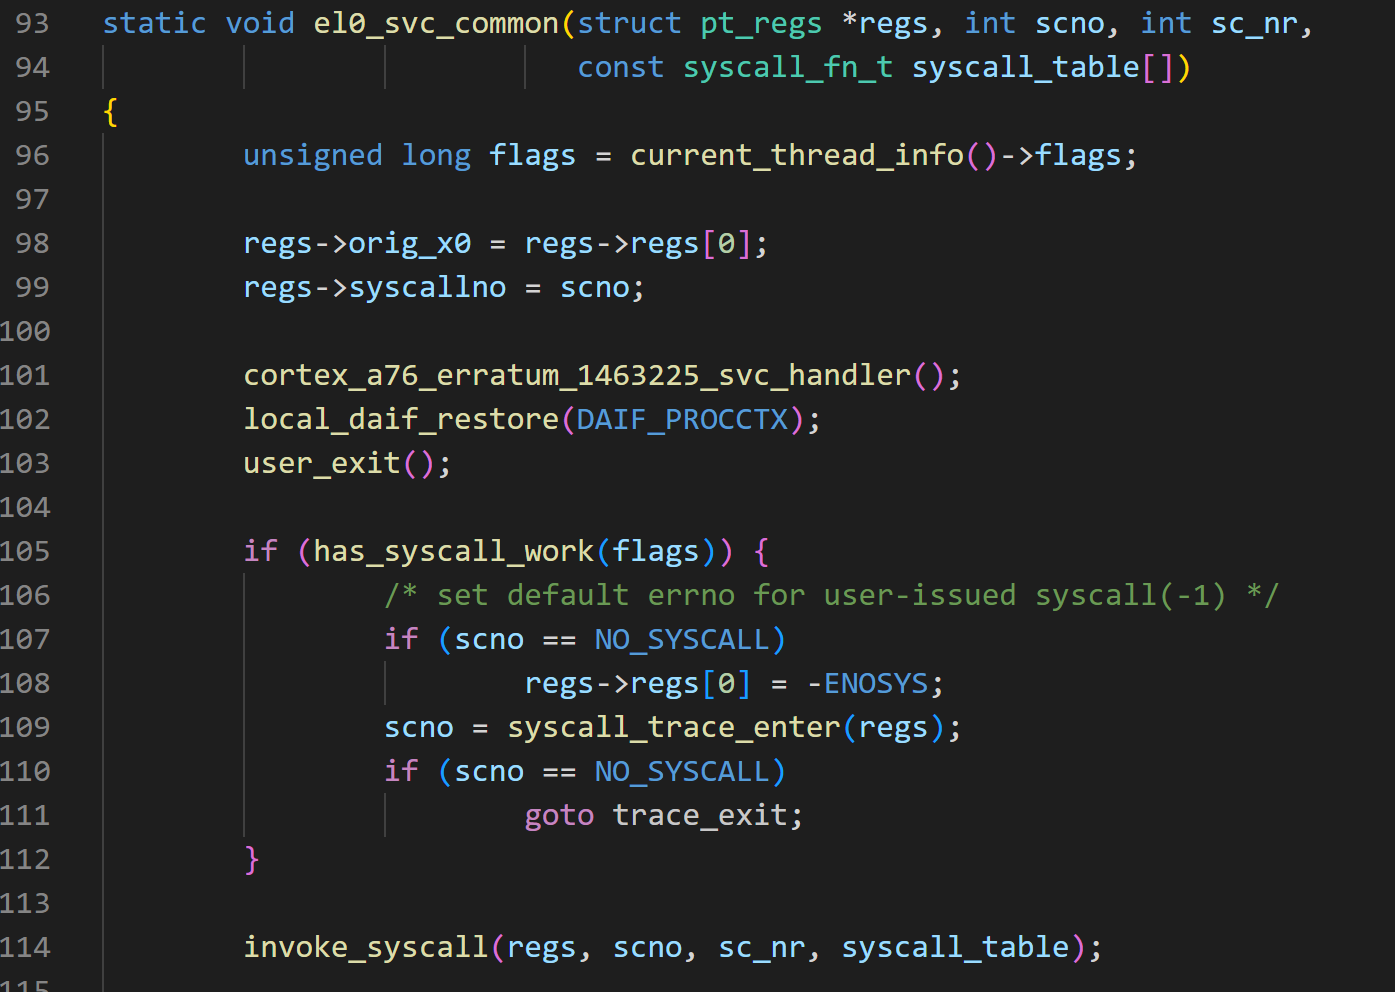 93 static void el0_svc_common(struct pt_regs *regs, int scno, int sc_nr,
94 const syscall_fn_t syscall_table[])
95 {
96 unsigned long flags = current_thread_info()->flags;
97
98 regs->orig_x0 = regs->regs[0];
99 regs->syscallno = scno;
100
101 cortex_a76_erratum_1463225_svc_handler();
102 local_daif_restore(DAIF_PROCCTX);
103 user_exit();
104
105 if (has_syscall_work(flags)) {
106 /* set default errno for user-issued syscall(-1) */
107 if (scno == NO_SYSCALL)
108 regs->regs[0] = -ENOSYS;
109 scno = syscall_trace_enter(regs);
110 if (scno == NO_SYSCALL)
111 goto trace_exit;
112 }
113
114 invoke_syscall(regs, scno, sc_nr, syscall_table);
115